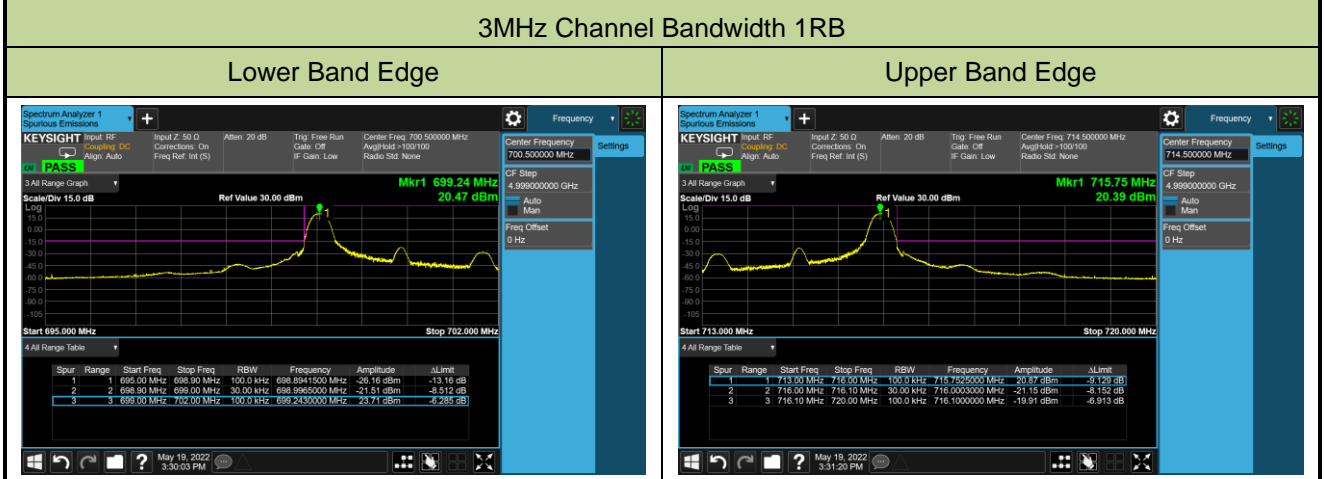 3MHz Channel Bandwidth 1RB
Lower Band Edge
Upper Band Edge
Spectrum Analyzer 1
Spurious Emissions
+
Frequency
KEYSIGHT
Input: RF
Coupling: DC
Align: Auto
Input Z: 50 Ω
Corrections: On
Freq Ref: Int (S)
Atten: 20 dB
Trig: Free Run
Gate: Off
IF Gain: Low
Center Freq: 700.500000 MHz
Avg|Hold:>100/100
Radio Std: None
PASS
Center Frequency
700.500000 MHz
Settings
CF Step
4.999000000 GHz
Auto
Man
Freq Offset
0 Hz
3 All Range Graph
Mkr1 699.24 MHz
Scale/Div 15.0 dB
Ref Value 30.00 dBm
20.47 dBm
Log
15.0
0.00
-15.0
-30.0
-45.0
-60.0
-75.0
-90.0
-105
1
Start 695.000 MHz
Stop 702.000 MHz
4 All Range Table
Spur Range Start Freq Stop Freq RBW Frequency Amplitude ΔLimit
1 1 695.00 MHz 698.90 MHz 100.0 kHz 698.8941500 MHz -26.16 dBm -13.16 dB
2 2 698.90 MHz 699.00 MHz 30.00 kHz 698.9965000 MHz -21.51 dBm -8.512 dB
3 3 699.00 MHz 702.00 MHz 100.0 kHz 699.2430000 MHz 23.71 dBm -6.285 dB
?
May 19, 2022
3:30:03 PM
Spectrum Analyzer 1
Spurious Emissions
+
Frequency
KEYSIGHT
Input: RF
Coupling: DC
Align: Auto
Input Z: 50 Ω
Corrections: On
Freq Ref: Int (S)
Atten: 20 dB
Trig: Free Run
Gate: Off
IF Gain: Low
Center Freq: 714.500000 MHz
Avg|Hold:>100/100
Radio Std: None
PASS
Center Frequency
714.500000 MHz
Settings
CF Step
4.999000000 GHz
Auto
Man
Freq Offset
0 Hz
3 All Range Graph
Mkr1 715.75 MHz
Scale/Div 15.0 dB
Ref Value 30.00 dBm
20.39 dBm
Log
15.0
0.00
-15.0
-30.0
-45.0
-60.0
-75.0
-90.0
-105
1
Start 713.000 MHz
Stop 720.000 MHz
4 All Range Table
Spur Range Start Freq Stop Freq RBW Frequency Amplitude ΔLimit
1 1 713.00 MHz 716.00 MHz 100.0 kHz 715.7525000 MHz 20.87 dBm -9.129 dB
2 2 716.00 MHz 716.10 MHz 30.00 kHz 716.0003000 MHz -21.15 dBm -8.152 dB
3 3 716.10 MHz 720.00 MHz 100.0 kHz 716.1000000 MHz -19.91 dBm -6.913 dB
?
May 19, 2022
3:31:20 PM